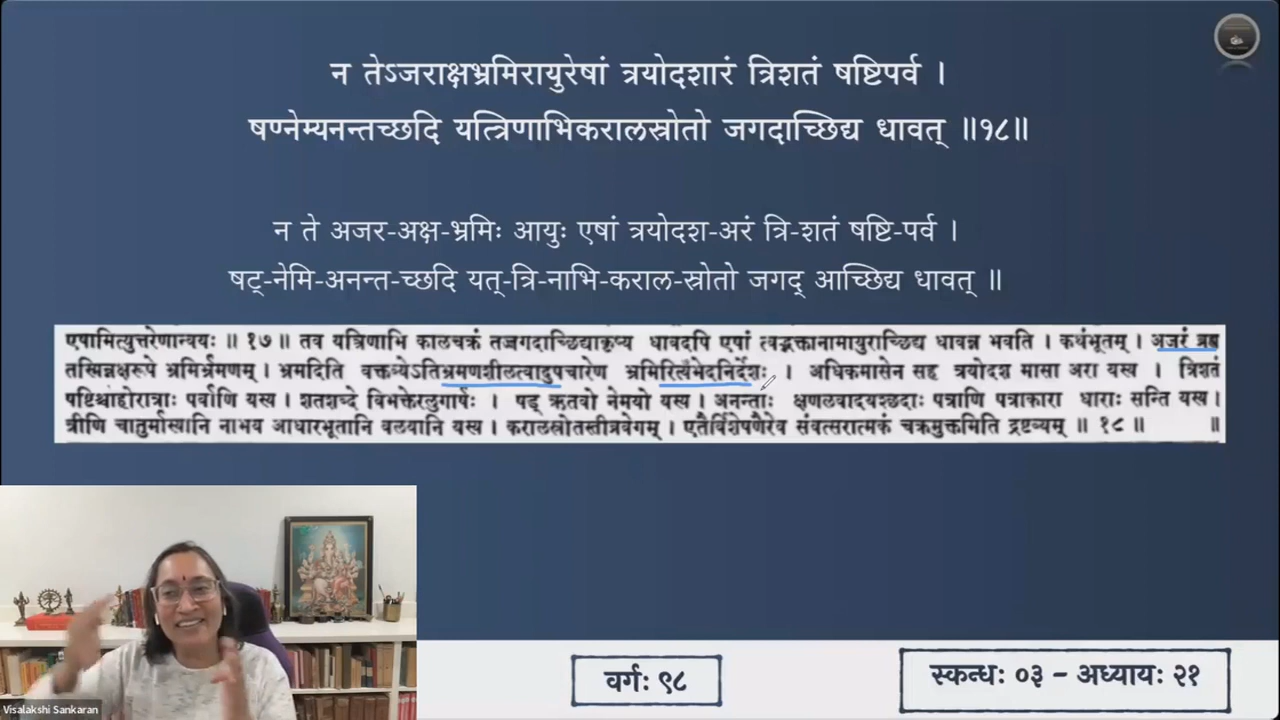 न तेऽजराक्षभ्रमिरायुरेषां त्रयोदशारं त्रिशतं षष्टिपर्व ।
षण्नेम्यनन्तच्छदि यत्त्रिणाभिकरालस्रोतो जगदाच्छिद्य धावत् ॥१८॥
न ते अजर-अक्ष-भ्रमिः आयुः एषां त्रयोदश-अरं त्रि-शतं षष्टि-पर्व ।
षट्-नेमि-अनन्त-च्छदि यत्-त्रि-नाभि-कराल-स्रोतो जगद् आच्छिद्य धावत् ॥
एषामित्युत्तरेणान्वयः ॥ १७ ॥ तव यत्त्रिणाभि कालचक्रं तज्जगदाच्छिद्याकृष्य धावदपि एषां त्वद्भक्तानामायुराच्छिद्य धावन्न भवति । कथंभूतम् । अजरं ब्रह्म
तस्मिन्नक्षरूपे भ्रमिर्भ्रमणम् । भ्रमदिति वक्तव्येऽतिभ्रमणशीलत्वादुपचारेण भ्रमिरित्यभेदनिर्देशः । अधिकमासेन सह त्रयोदश मासा अरा यस्य । त्रिशतं
षष्टिश्चाहोरात्राः पर्वाणि यस्य । शतशब्दे विभक्तेरलुगार्षः । षड् ऋतवो नेमयो यस्य । अनन्ताः क्षणलवादयश्छदाः पत्राणि पत्राकारा धाराः सन्ति यस्य ।
त्रीणि चातुर्मास्यानि नाभय आधारभूतानि वलयानि यस्य । करालस्रोतस्तीव्रवेगम् । एतैर्विशेषणैरेव संवत्सरात्मकं चक्रमुक्तमिति द्रष्टव्यम् ॥ १८ ॥ ॥
वर्गः ९८
स्कन्धः ०३ – अध्यायः २१
Visalakshi Sankaran